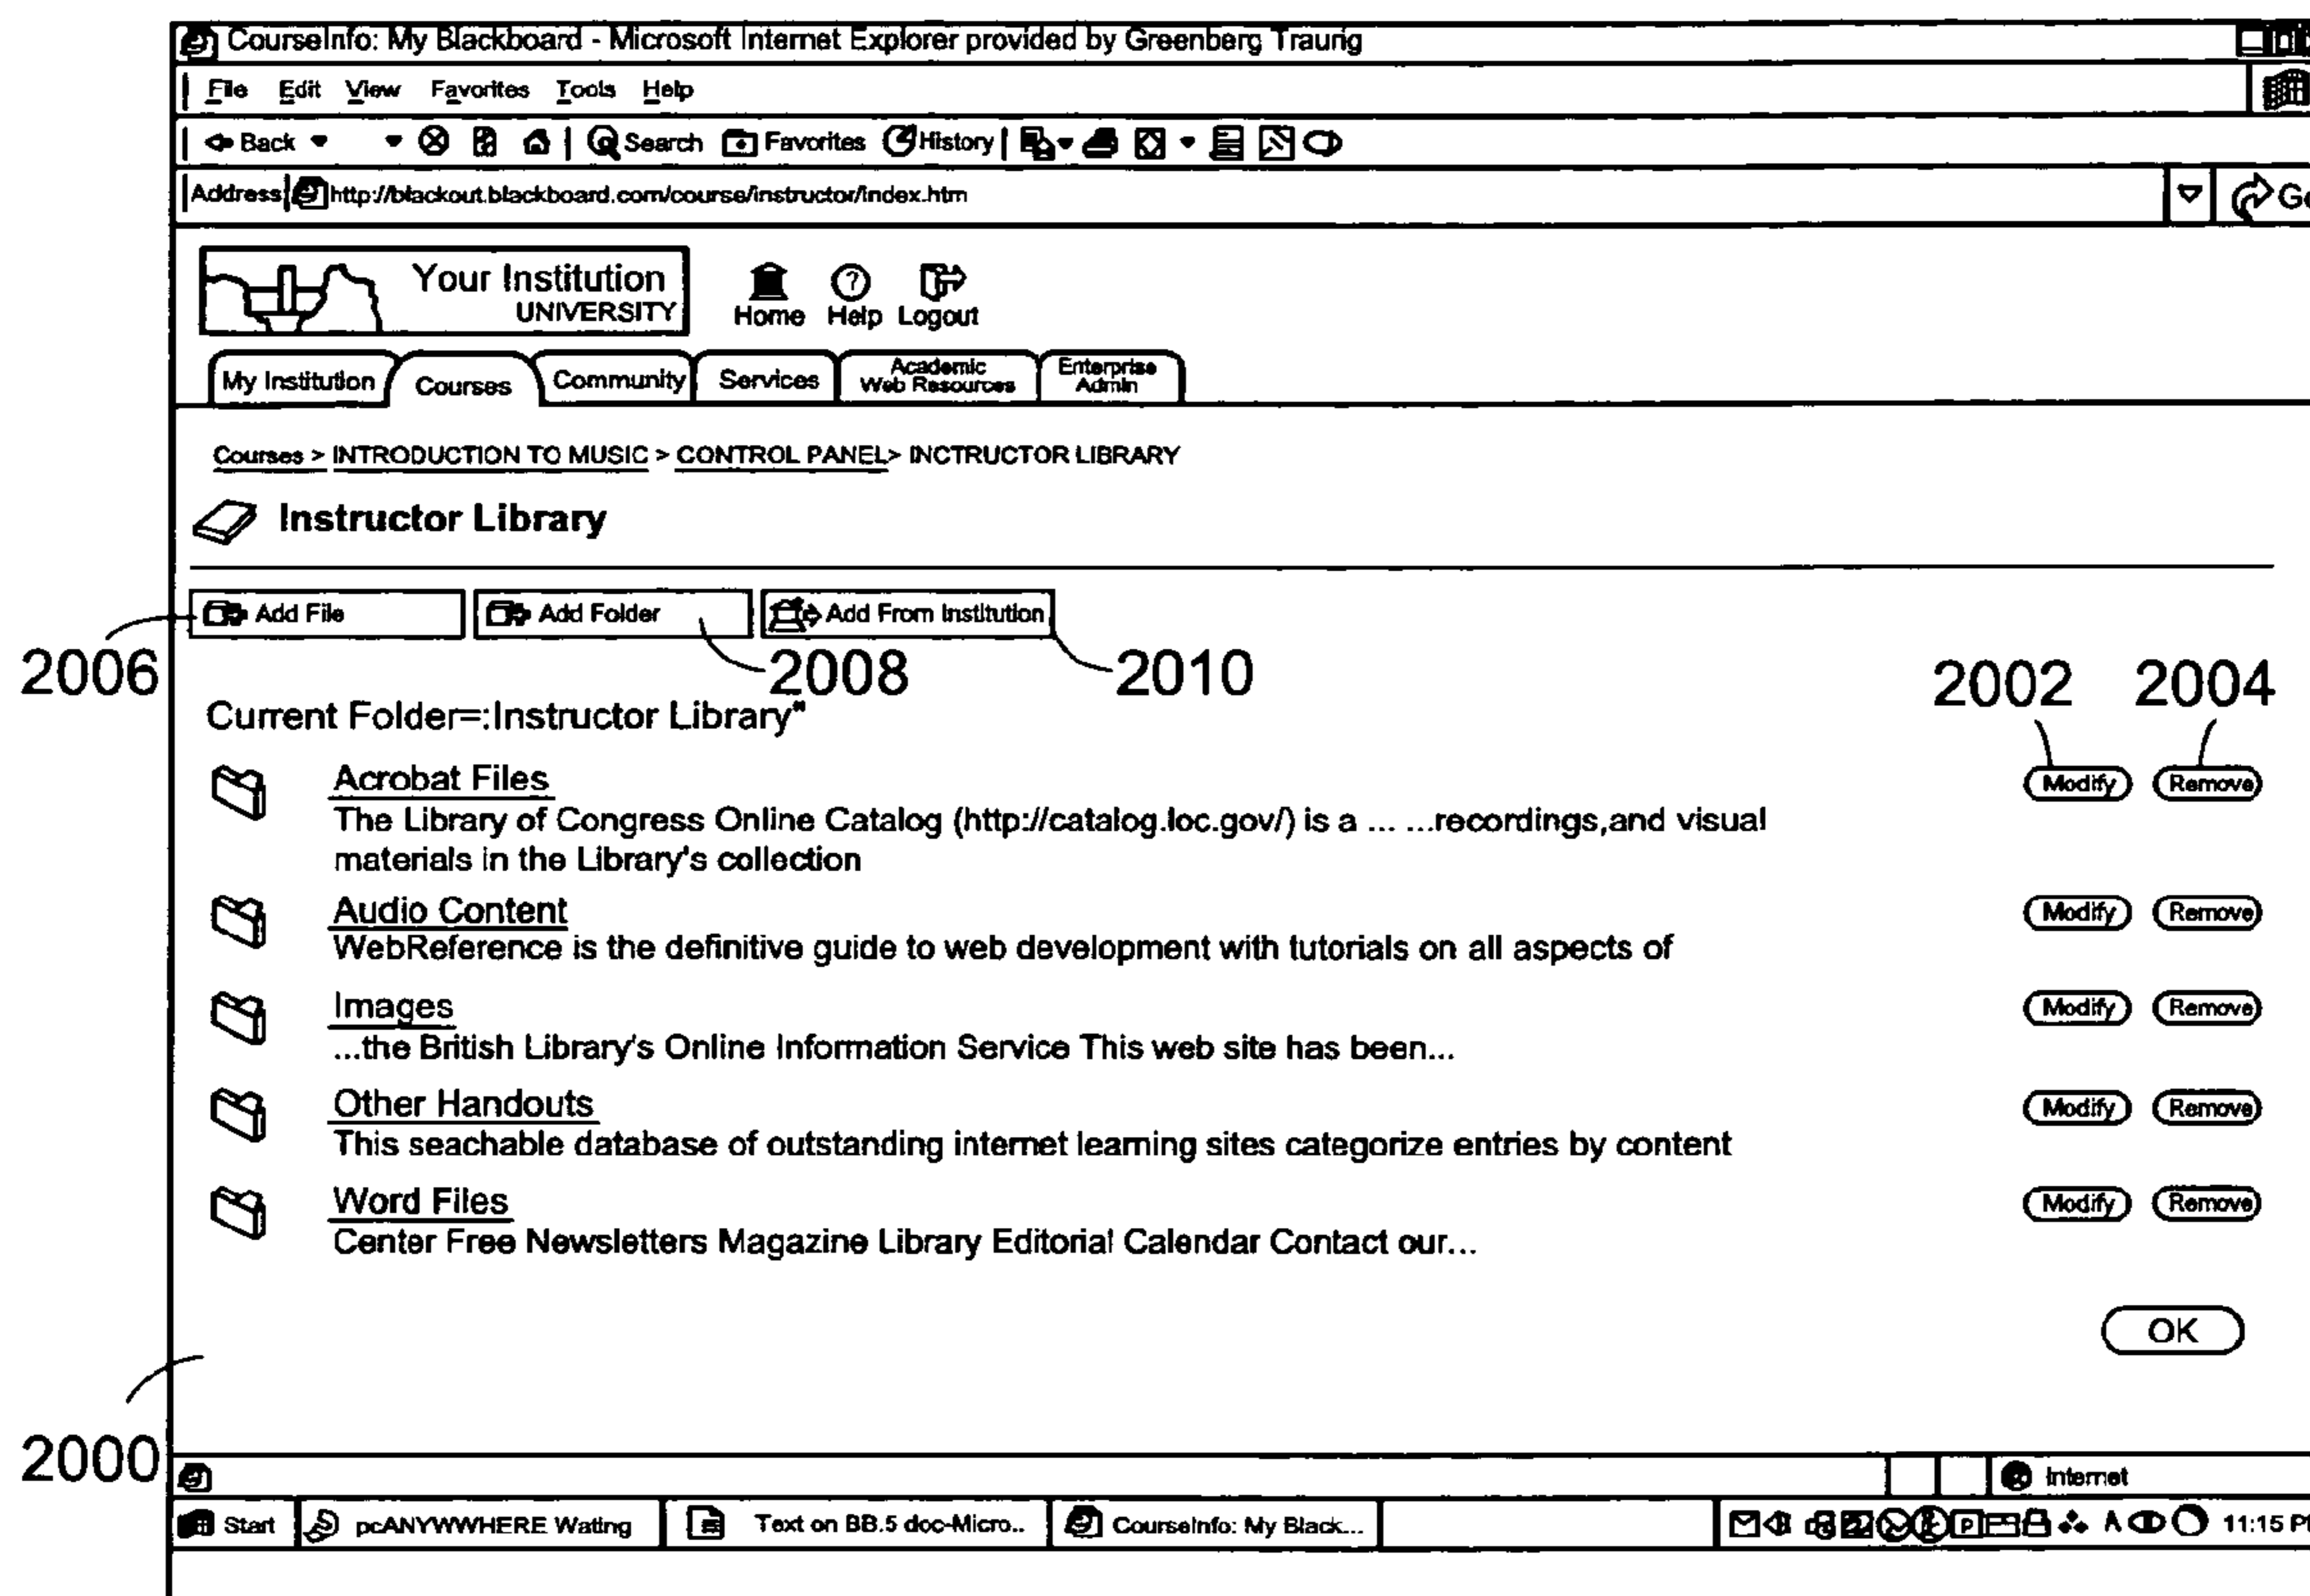 CourseInfo: My Blackboard - Microsoft Internet Explorer provided by Greenberg Traurig
File Edit View Favorites Tools Help
Back Search Favorites History
Address http://blackout.blackboard.com/course/instructor/index.htm Go
Your Institution
UNIVERSITY
Home Help Logout
My Institution Courses Community Services Academic Web Resources Enterprise Admin
Courses > INTRODUCTION TO MUSIC > CONTROL PANEL> INCTRUCTOR LIBRARY
Instructor Library
Add File Add Folder Add From Institution
2006 2008 2010 2002 2004
Current Folder=:Instructor Library"
Acrobat Files Modify Remove
The Library of Congress Online Catalog (http://catalog.loc.gov/) is a ... ...recordings,and visual
materials in the Library's collection
Audio Content Modify Remove
WebReference is the definitive guide to web development with tutorials on all aspects of
Images Modify Remove
...the British Library's Online Information Service This web site has been...
Other Handouts Modify Remove
This seachable database of outstanding internet learning sites categorize entries by content
Word Files Modify Remove
Center Free Newsletters Magazine Library Editorial Calendar Contact our...
OK
2000
Internet
Start pcANYWWHERE Wating Text on BB.5 doc-Micro.. CourseInfo: My Black... 11:15 P